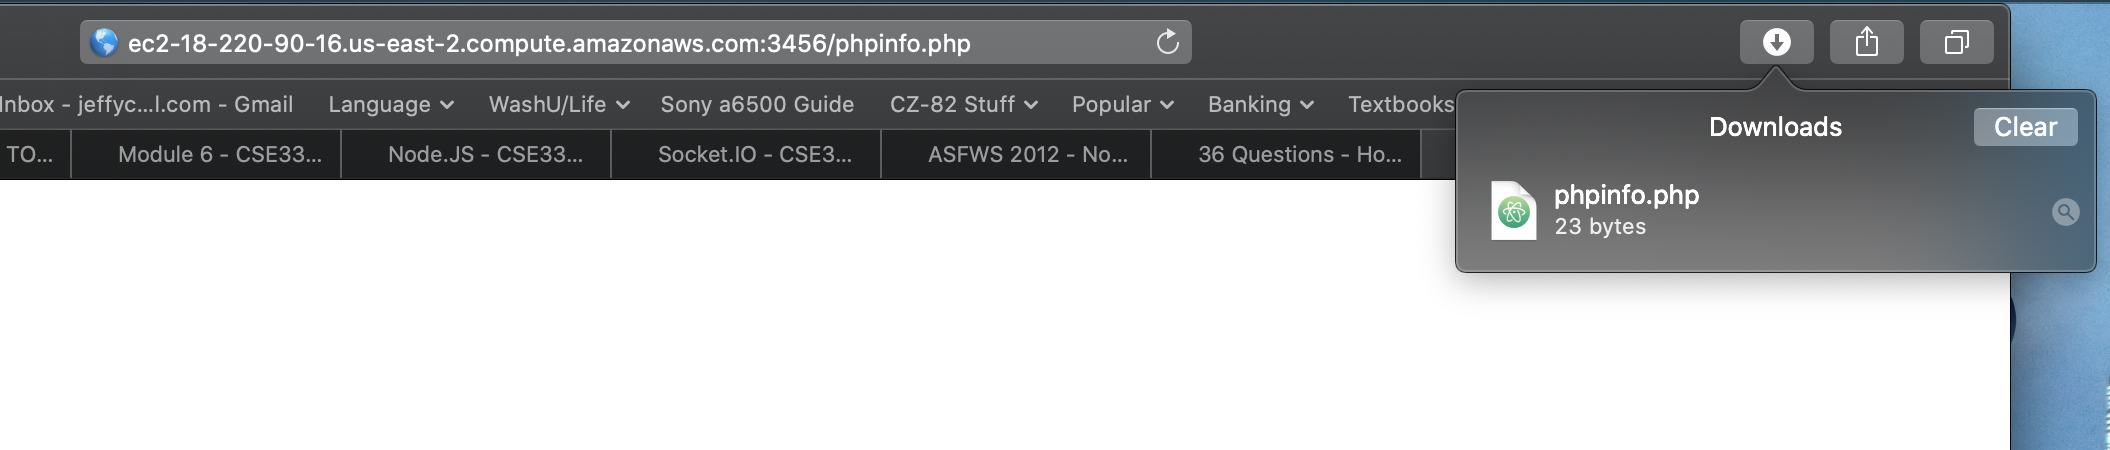 ec2-18-220-90-16.us-east-2.compute.amazonaws.com:3456/phpinfo.php
Inbox - jeffyc...l.com - Gmail Language WashU/Life Sony a6500 Guide CZ-82 Stuff Popular Banking Textbooks
TO... Module 6 - CSE33... Node.JS - CSE33... Socket.IO - CSE3... ASFWS 2012 - No... 36 Questions - Ho...
Downloads Clear
phpinfo.php
23 bytes